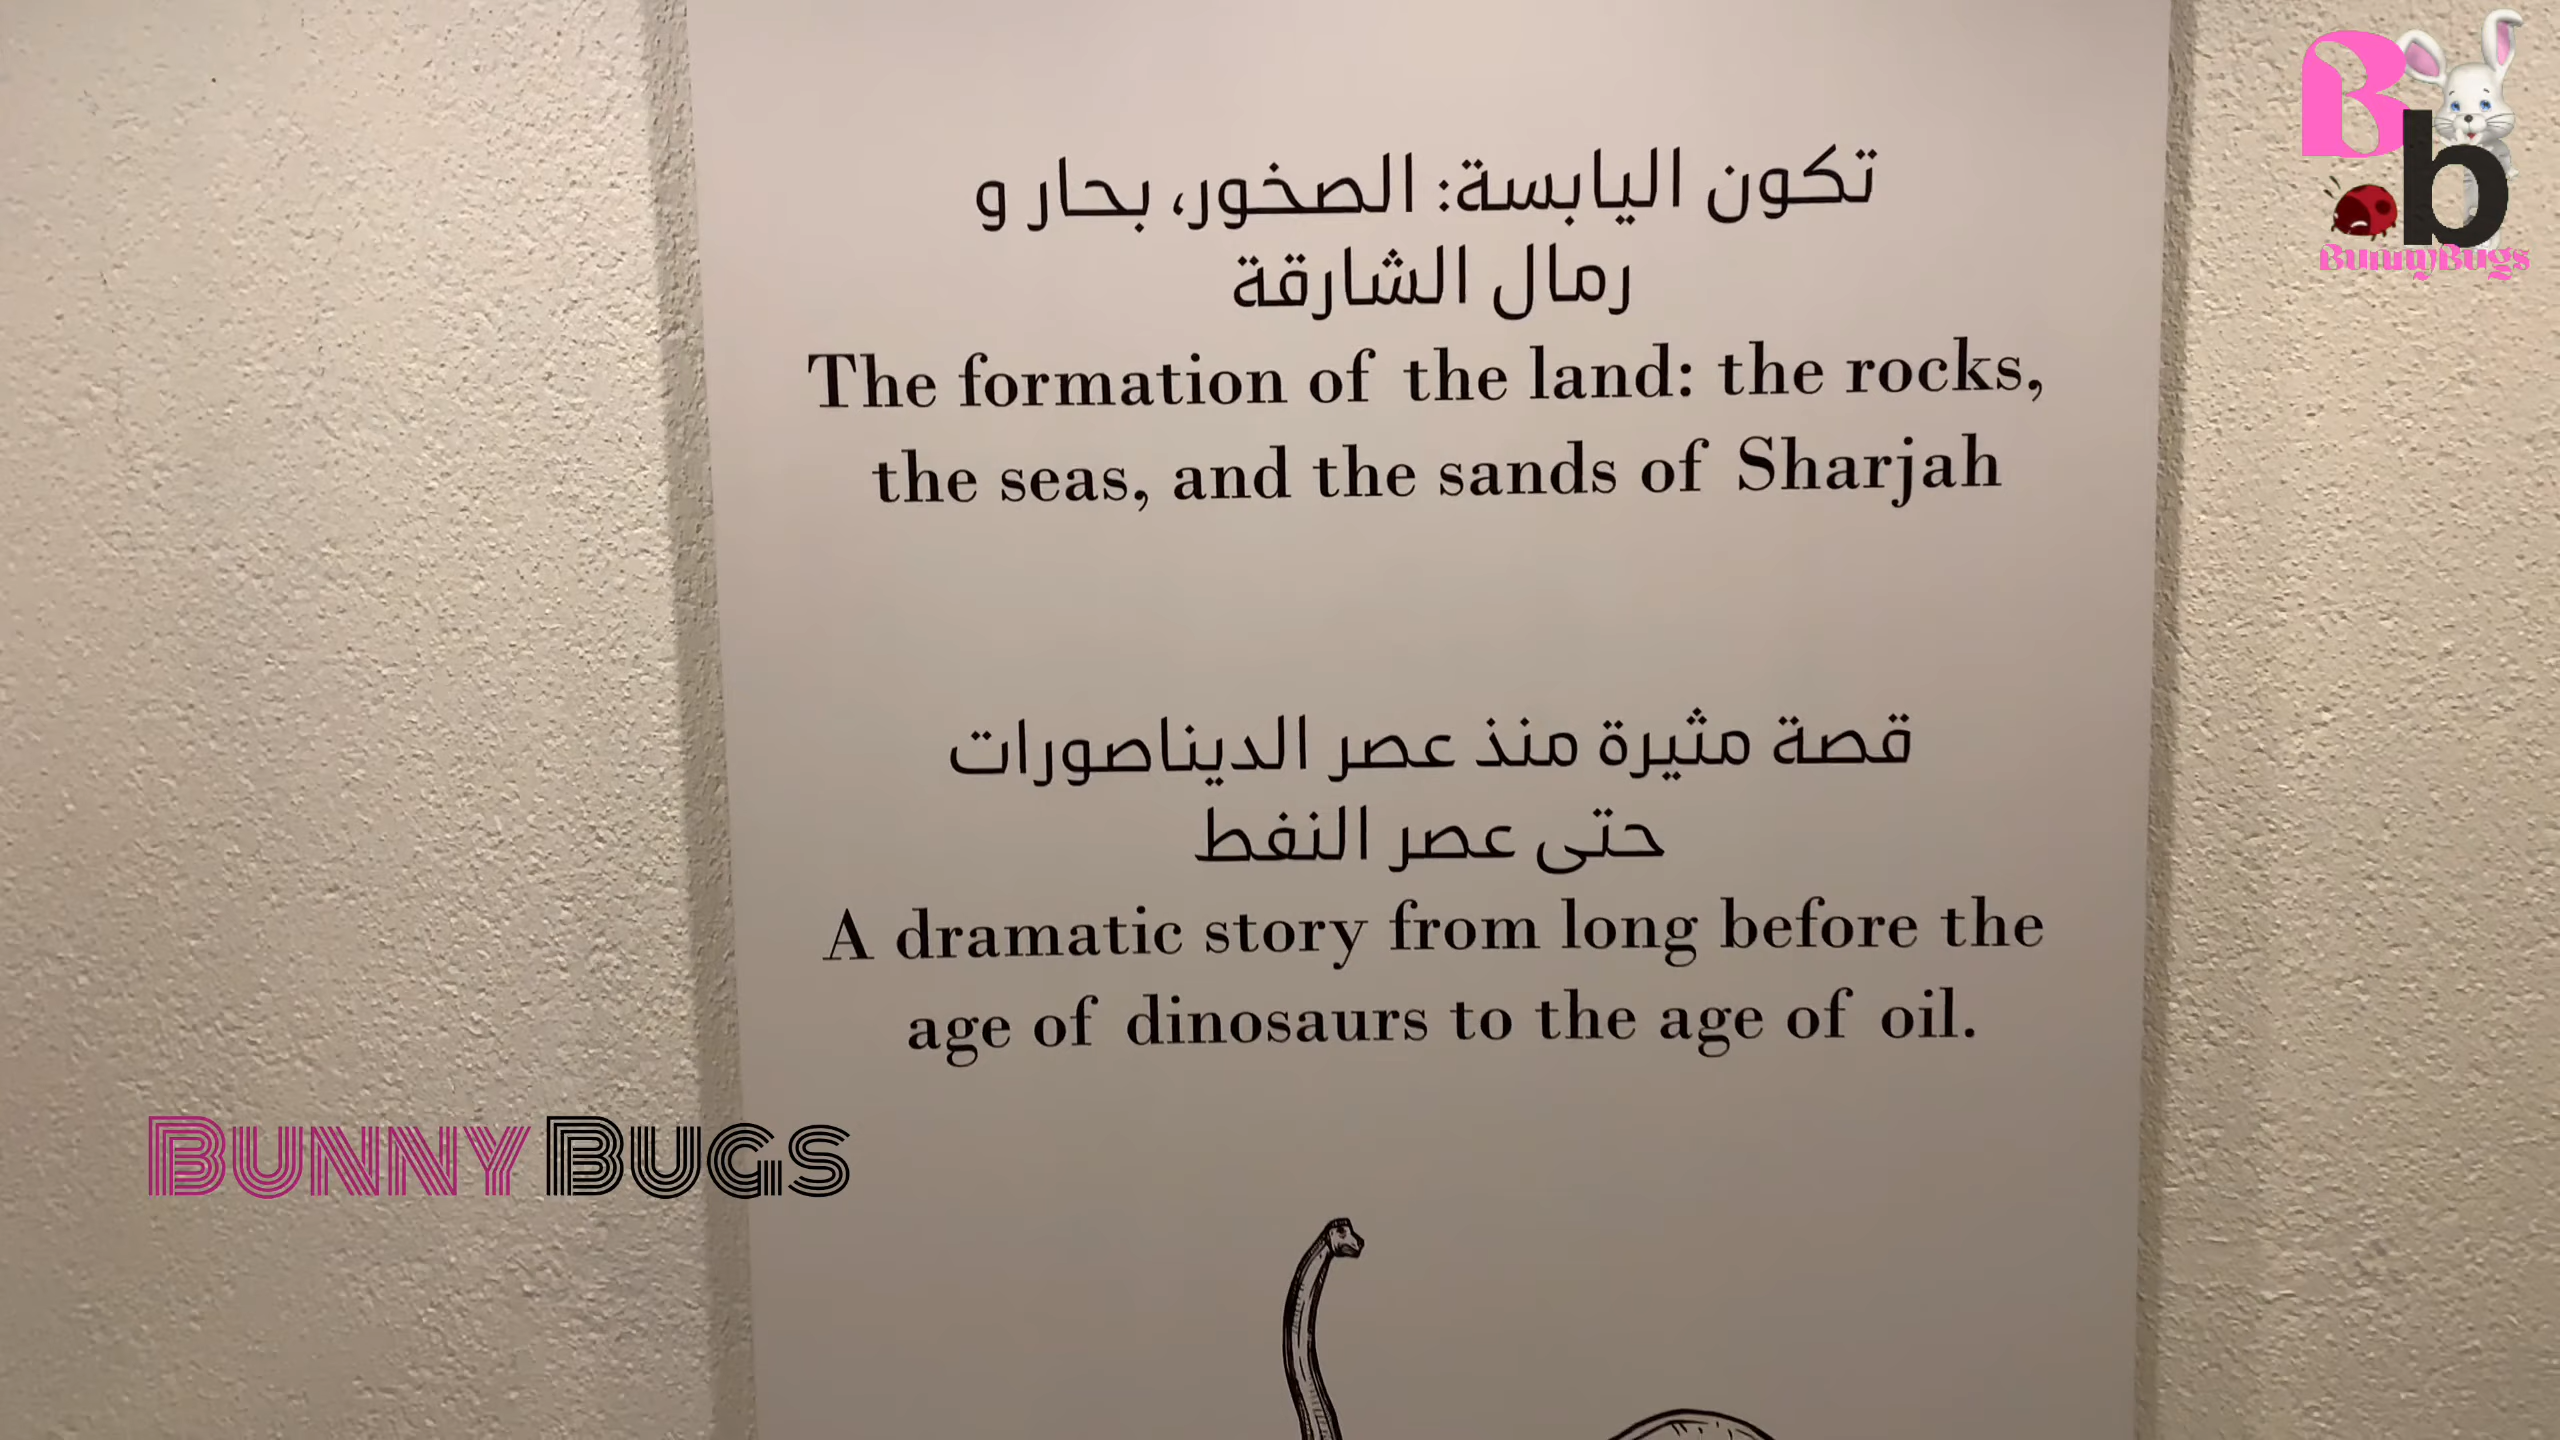 تكون اليابسة: الصخور، بحار و
رمال الشارقة
The formation of the land: the rocks,
the seas, and the sands of Sharjah
قصة مثيرة منذ عصر الديناصورات
حتى عصر النفط
A dramatic story from long before the
age of dinosaurs to the age of oil.
BUNNYBUGS
Bb
BunnyBugs